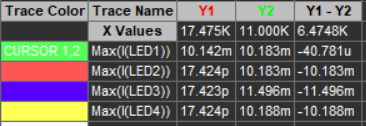 Trace Color Trace Name Y1 Y2 Y1 - Y2
X Values 17.475K 11.000K 6.4748K
CURSOR 1,2 Max(I(LED1)) 10.142m 10.183m -40.781u
Max(I(LED2)) 17.424p 10.183m -10.183m
Max(I(LED3)) 17.423p 11.496m -11.496m
Max(I(LED4)) 17.424p 10.188m -10.188m